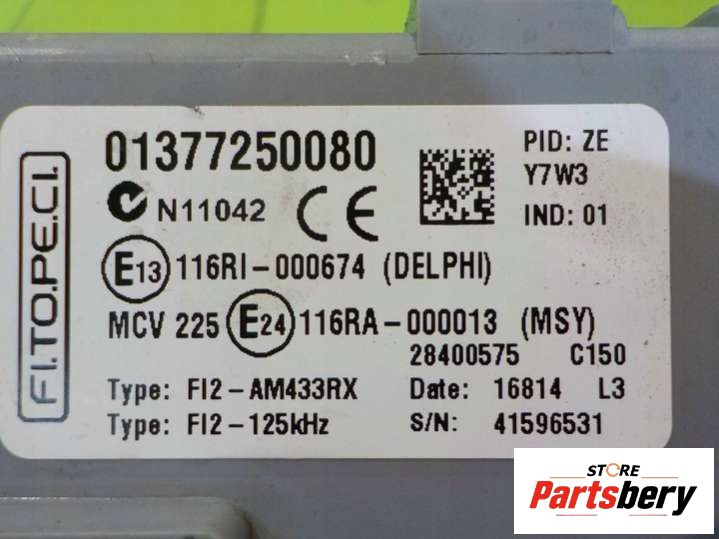 FI.TO.PE.CI.
01377250080
N11042 CE
PID: ZE
Y7W3
IND: 01
E13 116RI-000674 (DELPHI)
MCV 225 E24 116RA-000013 (MSY)
28400575 C150
Type: FI2-AM433RX Date: 16814 L3
Type: FI2-125kHz S/N: 41596531
STORE
Partsbery